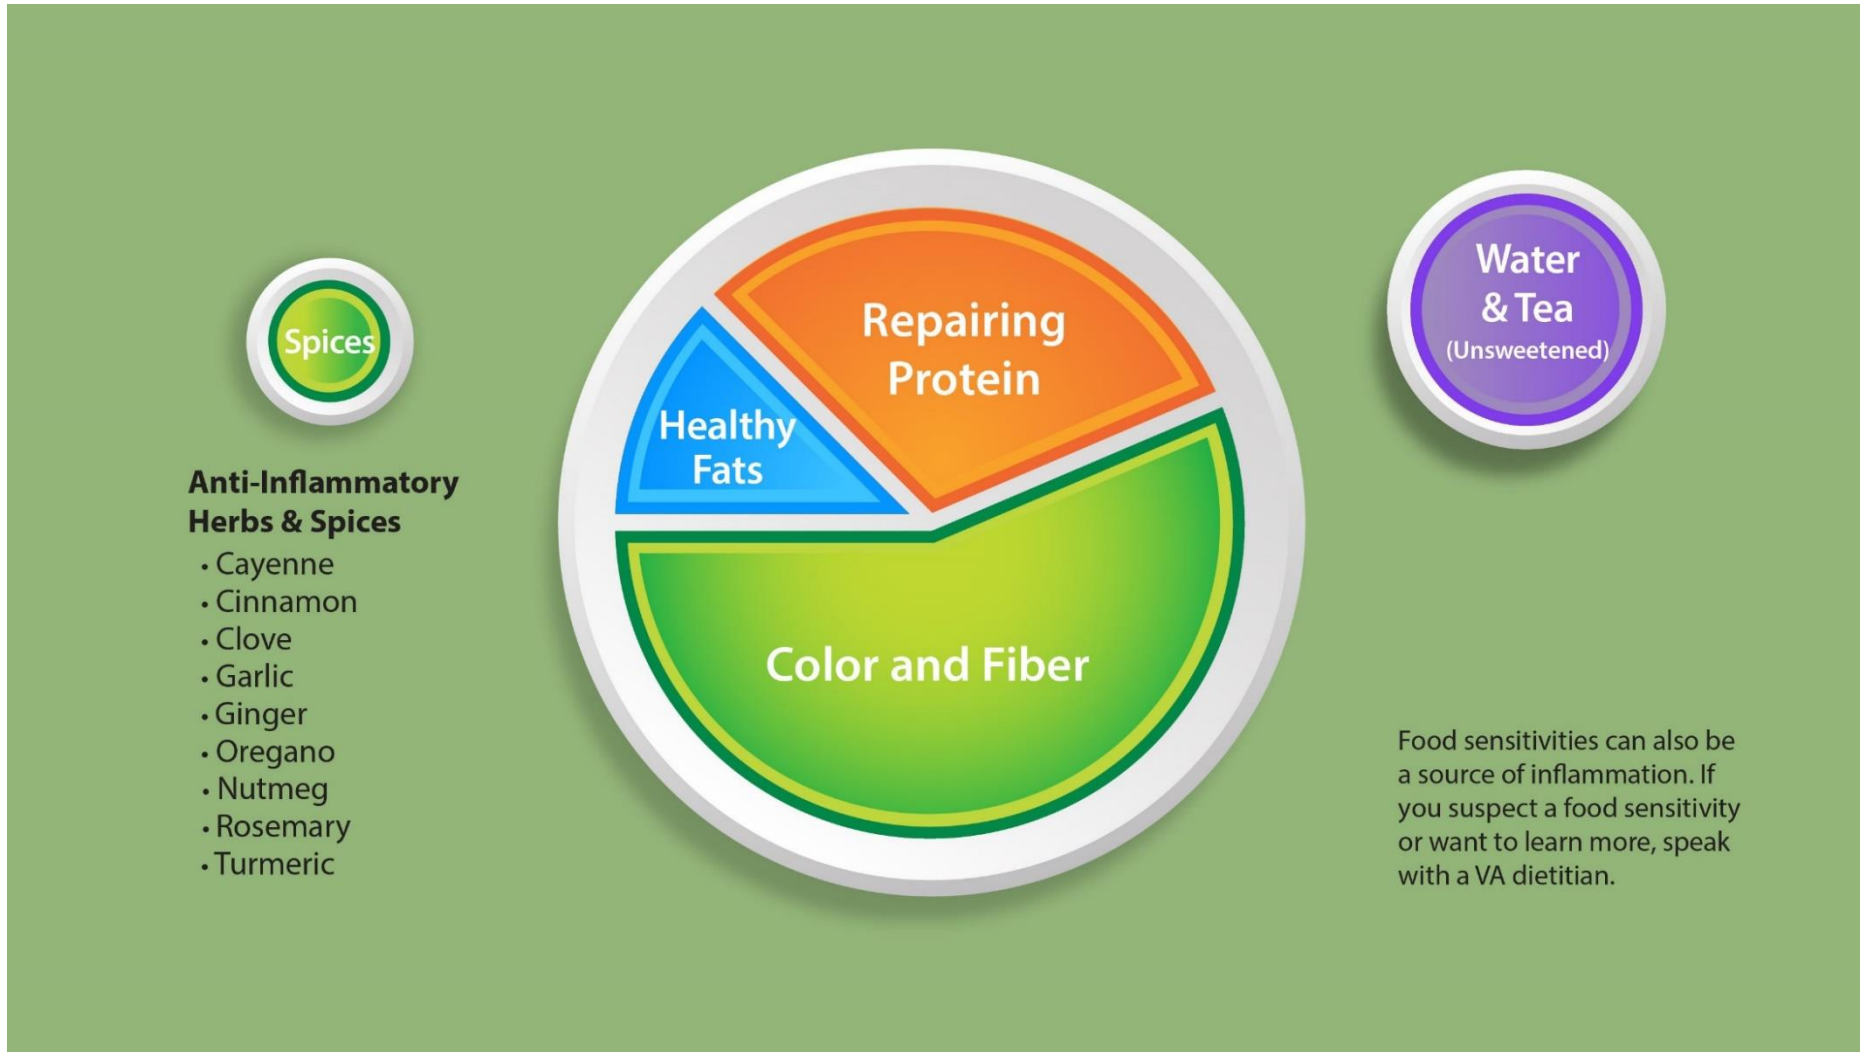 Spices
Anti-Inflammatory
Herbs & Spices
• Cayenne
• Cinnamon
• Clove
• Garlic
• Ginger
• Oregano
• Nutmeg
• Rosemary
• Turmeric
Repairing
Protein
Healthy
Fats
Color and Fiber
Water
& Tea
(Unsweetened)
Food sensitivities can also be
a source of inflammation. If
you suspect a food sensitivity
or want to learn more, speak
with a VA dietitian.